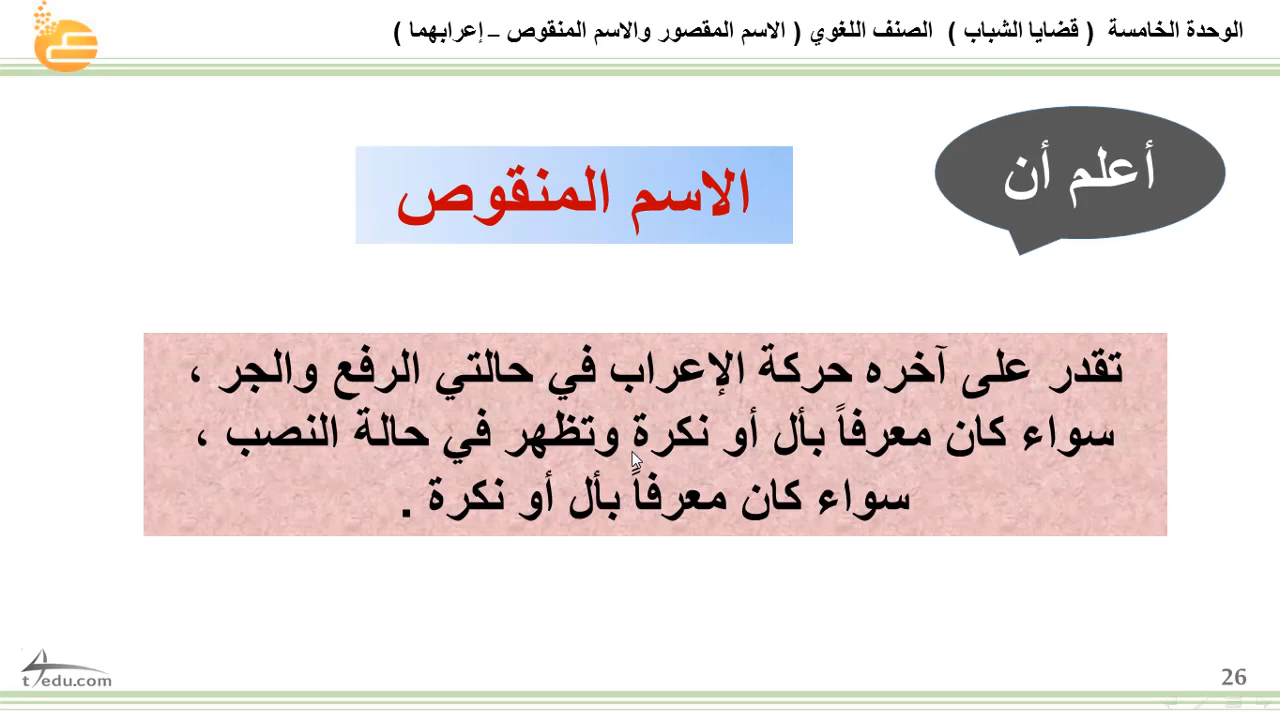 الوحدة الخامسة ( قضايا الشباب ) الصنف اللغوي ( الاسم المقصور والاسم المنقوص – إعرابهما )
أعلم أن
الاسم المنقوص
تقدر على آخره حركة الإعراب في حالتي الرفع والجر ،
سواء كان معرفاً بأل أو نكرة وتظهر في حالة النصب ،
سواء كان معرفاً بأل أو نكرة .
t4edu.com
26